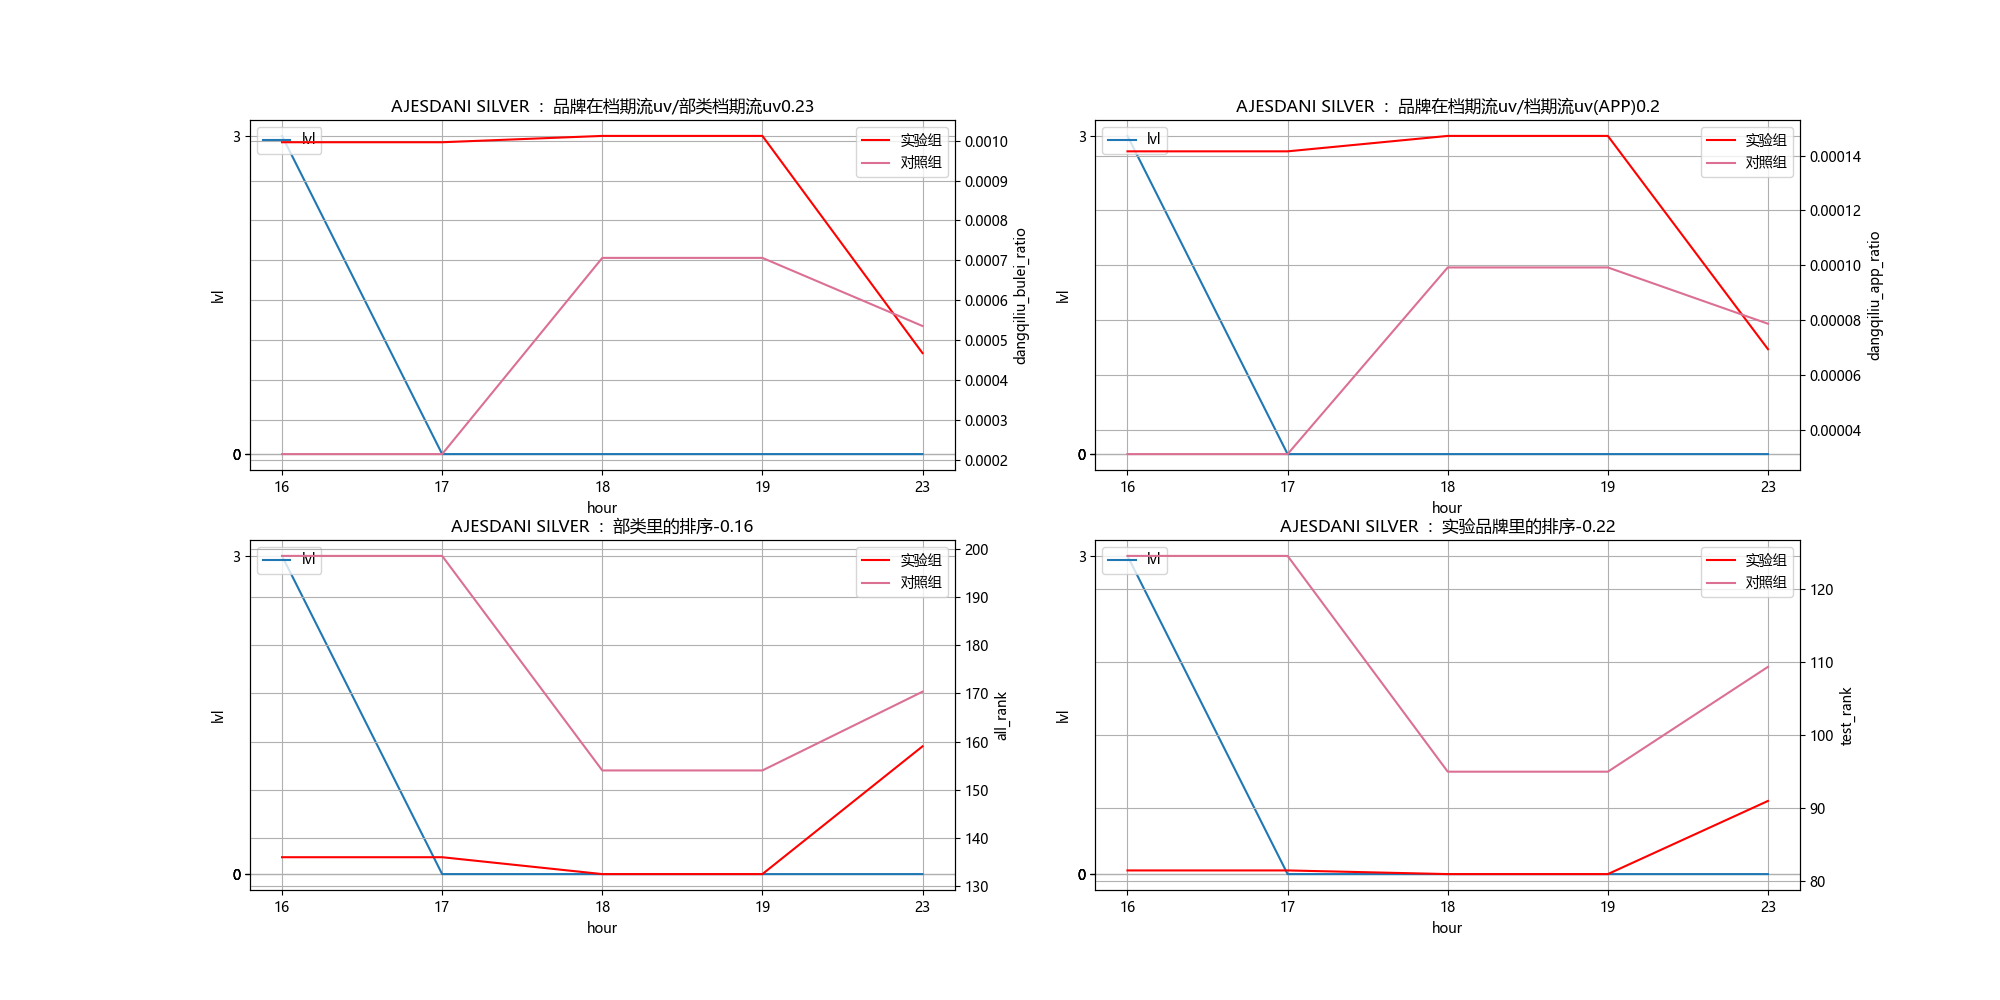 AJESDANI SILVER ： 品牌在档期流uv/部类档期流uv0.23
lvl
实验组
对照组
3
0
0.0010
0.0009
0.0008
0.0007
0.0006
0.0005
0.0004
0.0003
0.0002
lvl
dangqiliu_bulei_ratio
16 17 18 19 23
hour
AJESDANI SILVER ： 品牌在档期流uv/档期流uv(APP)0.2
lvl
实验组
对照组
3
0
0.00014
0.00012
0.00010
0.00008
0.00006
0.00004
lvl
dangqiliu_app_ratio
16 17 18 19 23
hour
AJESDANI SILVER ： 部类里的排序-0.16
lvl
实验组
对照组
3
0
200
190
180
170
160
150
140
130
lvl
all_rank
16 17 18 19 23
hour
AJESDANI SILVER ： 实验品牌里的排序-0.22
lvl
实验组
对照组
3
0
120
110
100
90
80
lvl
test_rank
16 17 18 19 23
hour